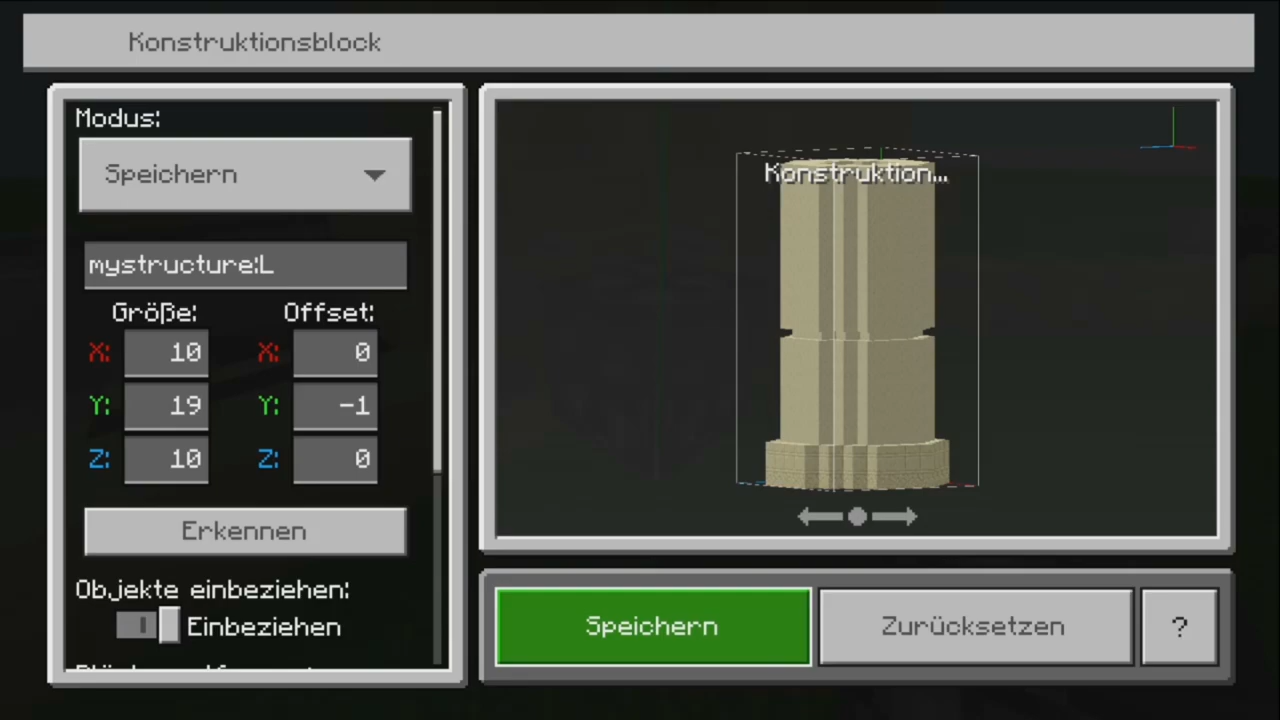 Konstruktionsblock
Modus:
Speichern
mystructure:L
Größe: Offset:
X: 10 X: 0
Y: 19 Y: -1
Z: 10 Z: 0
Erkennen
Objekte einbeziehen:
Einbeziehen
Konstruktion...
Speichern
Zurücksetzen
?